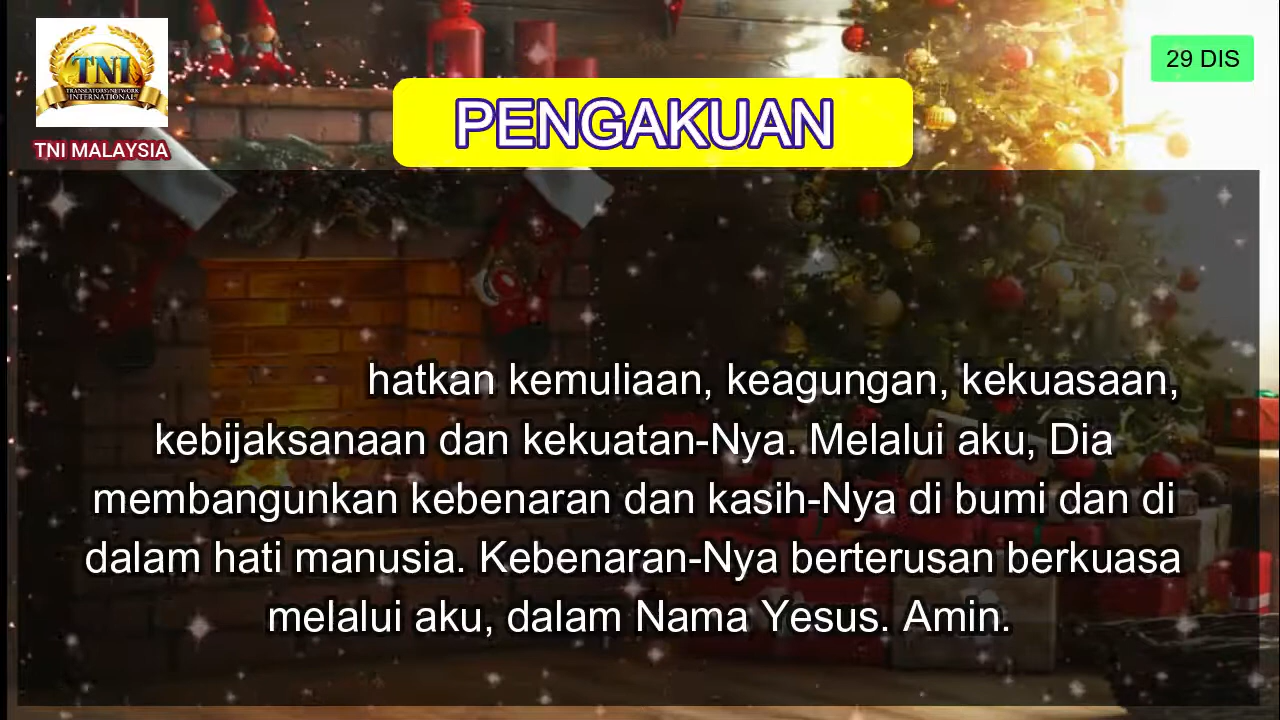 TNI
TRANSLATORS' NETWORK
INTERNATIONAL
TNI MALAYSIA
PENGAKUAN
29 DIS
hatkan kemuliaan, keagungan, kekuasaan,
kebijaksanaan dan kekuatan-Nya. Melalui aku, Dia
membangunkan kebenaran dan kasih-Nya di bumi dan di
dalam hati manusia. Kebenaran-Nya berterusan berkuasa
melalui aku, dalam Nama Yesus. Amin.